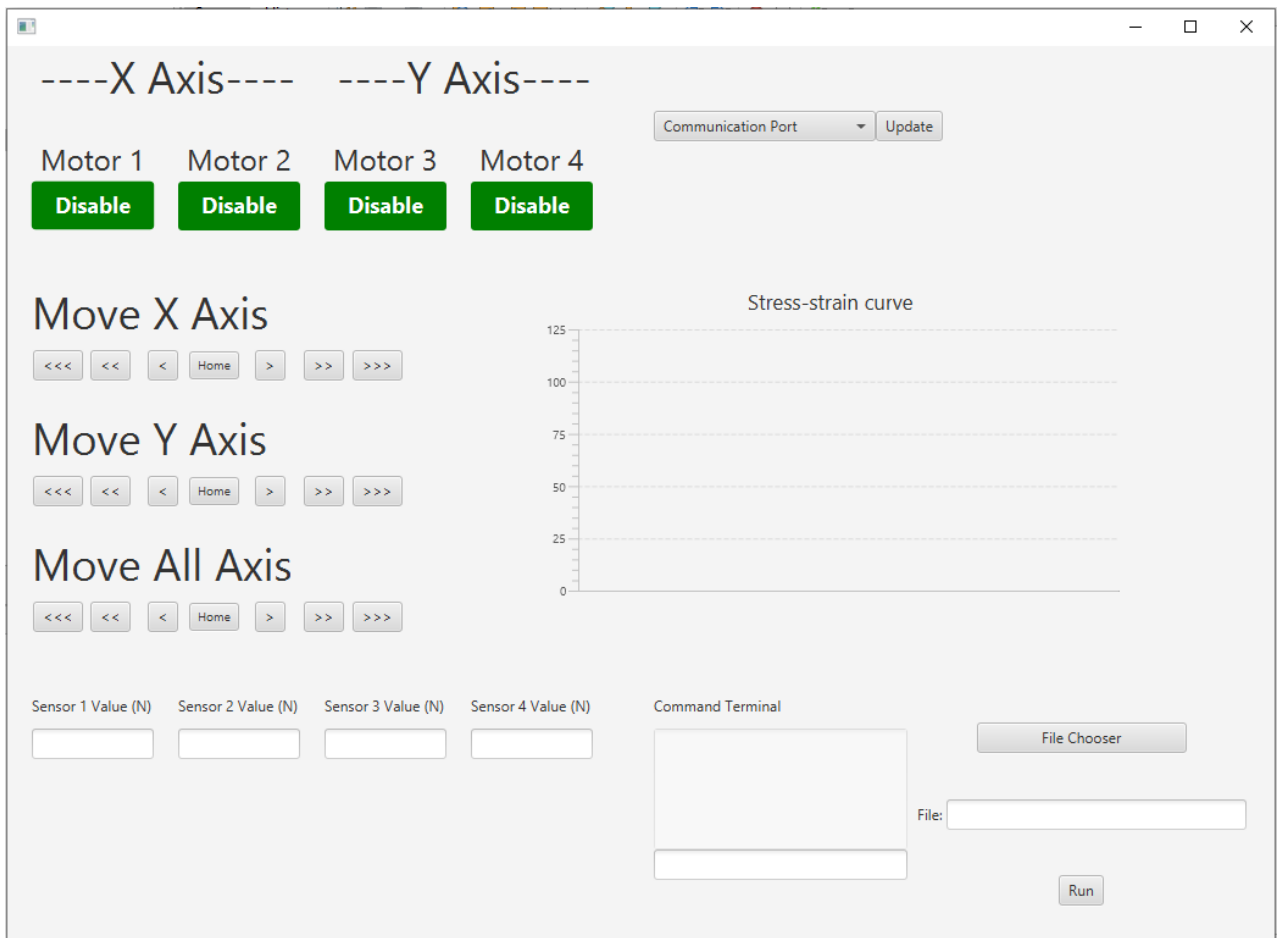 ----X Axis---- ----Y Axis----
Communication Port Update
Motor 1 Motor 2 Motor 3 Motor 4
Disable Disable Disable Disable
Move X Axis
<<< << < Home > >> >>>
Move Y Axis
<<< << < Home > >> >>>
Move All Axis
<<< << < Home > >> >>>
Stress-strain curve
125
100
75
50
25
0
Sensor 1 Value (N) Sensor 2 Value (N) Sensor 3 Value (N) Sensor 4 Value (N)
Command Terminal
File Chooser
File:
Run